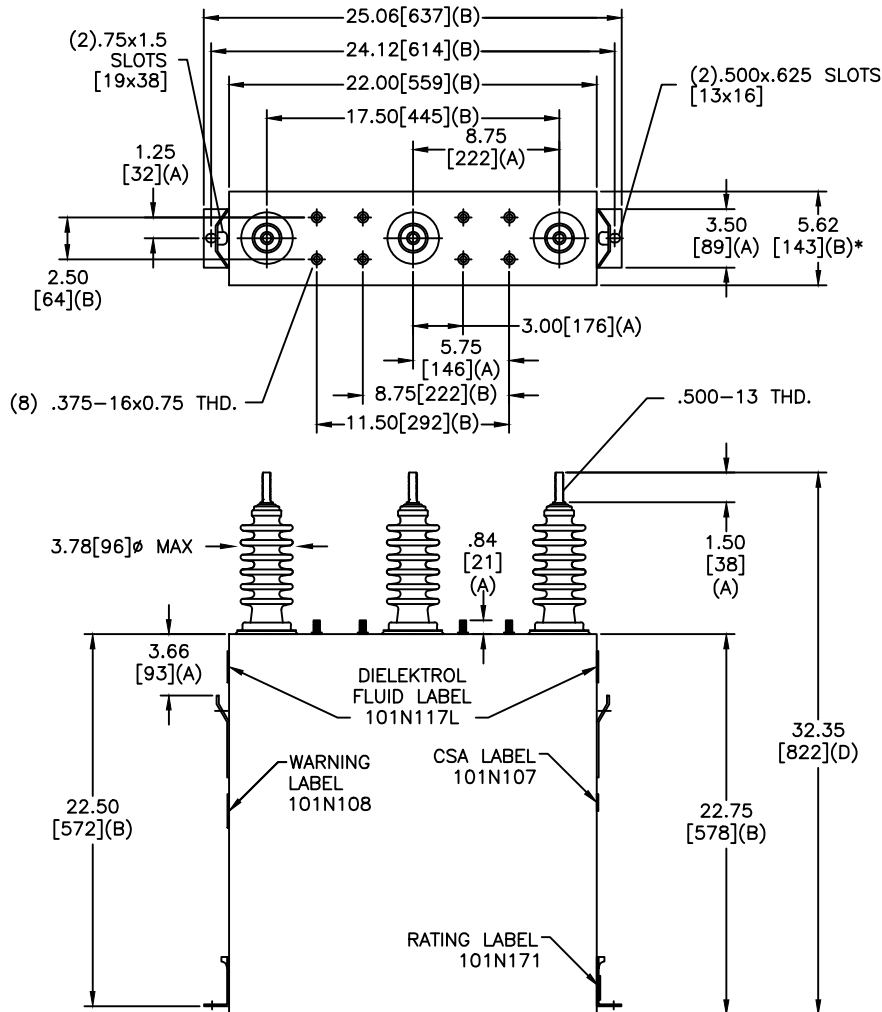 25.06[637](B)
(2).75x1.5
SLOTS
[19x38]
24.12[614](B)
(2).500x.625 SLOTS
[13x16]
22.00[559](B)
17.50[445](B)
8.75
[222](A)
1.25
[32](A)
3.50
[89](A)
5.62
[143](B)*
2.50
[64](B)
3.00[176](A)
5.75
[146](A)
8.75[222](B)
(8) .375-16x0.75 THD.
11.50[292](B)
.500-13 THD.
3.78[96]ø MAX
.84
[21]
(A)
1.50
[38]
(A)
3.66
[93](A)
DIELEKTROL
FLUID LABEL
101N117L
32.35
[822](D)
WARNING
LABEL
101N108
CSA LABEL
101N107
22.50
[572](B)
22.75
[578](B)
RATING LABEL
101N171